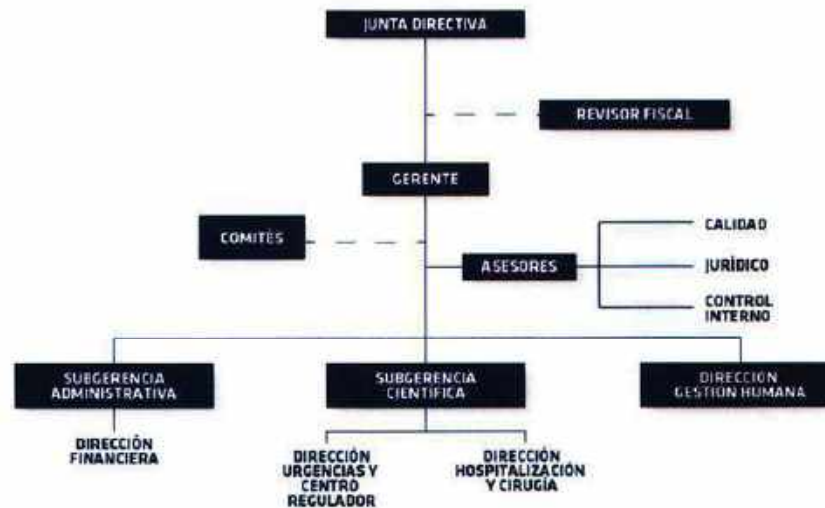 JUNTA DIRECTIVA
REVISOR FISCAL
GERENTE
COMITÉS
ASESORES
CALIDAD
JURÍDICO
CONTROL
INTERNO
SUBGERENCIA
ADMINISTRATIVA
SUBGERENCIA
CIENTÍFICA
DIRECCIÓN
GESTIÓN HUMANA
DIRECCIÓN
FINANCIERA
DIRECCIÓN
URGENCIAS Y
CENTRO
REGULADOR
DIRECCIÓN
HOSPITALIZACIÓN
Y CIRUGÍA